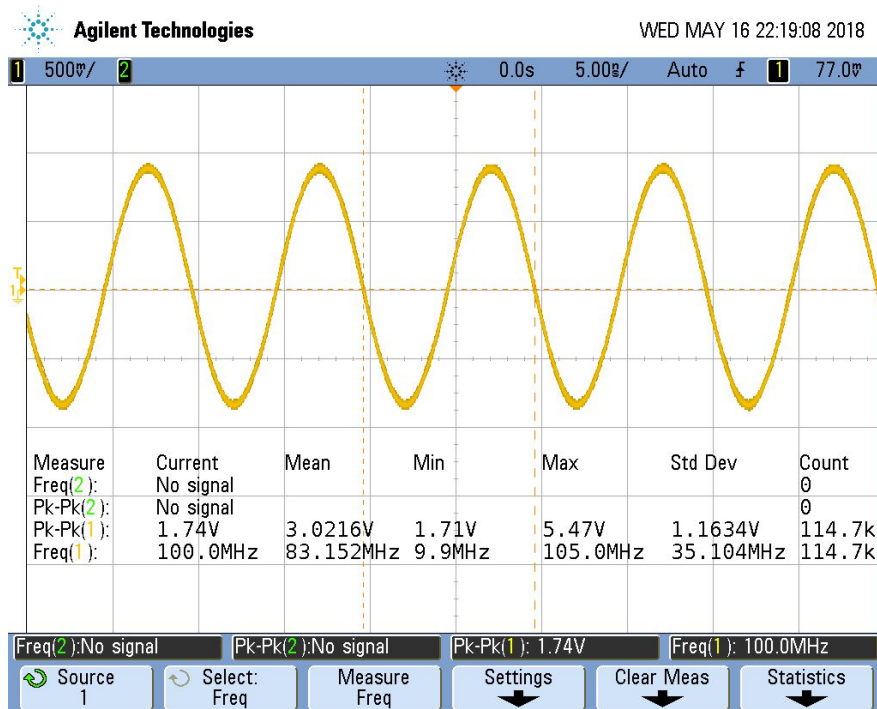 Agilent Technologies WED MAY 16 22:19:08 2018
1 500mV/ 2 0.0s 5.00ns/ Auto 1 77.0mV
T
1
Measure Current Mean Min Max Std Dev Count
Freq(2): No signal 0
Pk-Pk(2): No signal 0
Pk-Pk(1): 1.74V 3.0216V 1.71V 5.47V 1.1634V 114.7k
Freq(1): 100.0MHz 83.152MHz 9.9MHz 105.0MHz 35.104MHz 114.7k
Freq(2):No signal Pk-Pk(2):No signal Pk-Pk(1): 1.74V Freq(1): 100.0MHz
Source Select: Measure Settings Clear Meas Statistics
1 Freq Freq